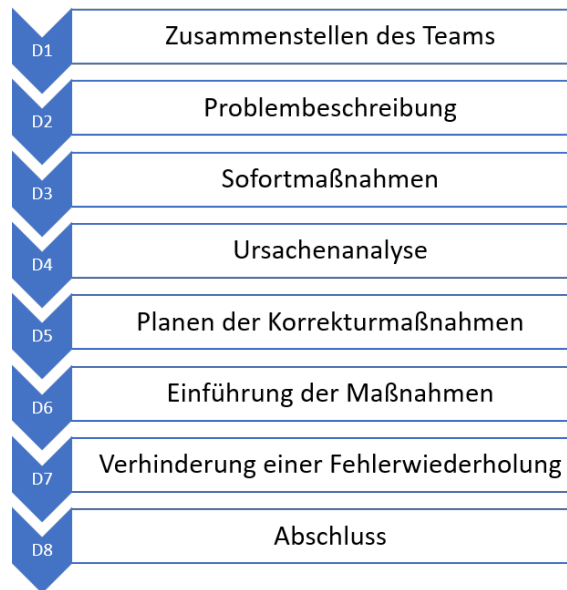 D1 Zusammenstellen des Teams
D2 Problembeschreibung
D3 Sofortmaßnahmen
D4 Ursachenanalyse
D5 Planen der Korrekturmaßnahmen
D6 Einführung der Maßnahmen
D7 Verhinderung einer Fehlerwiederholung
D8 Abschluss